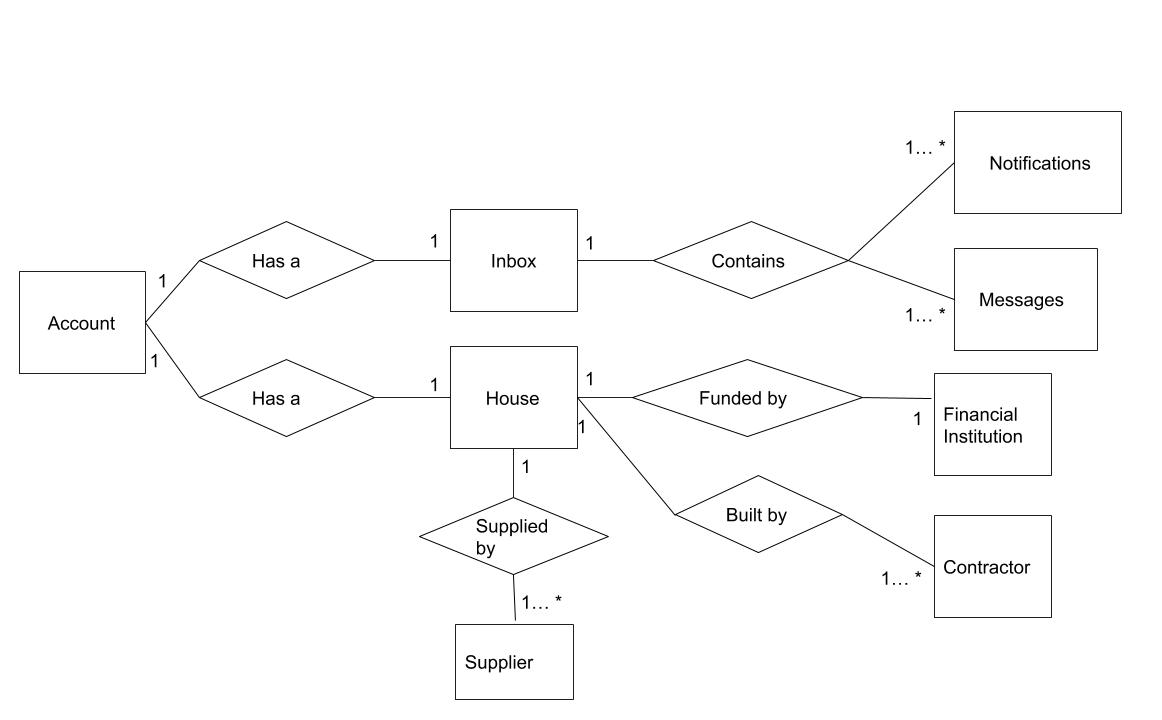 1… *
Notifications
1
1
Has a
Inbox
Contains
1
Messages
1… *
Account
1
1
1
Has a
House
Funded by
1
Financial
Institution
1
1
Supplied
by
Built by
Contractor
1… *
1… *
Supplier